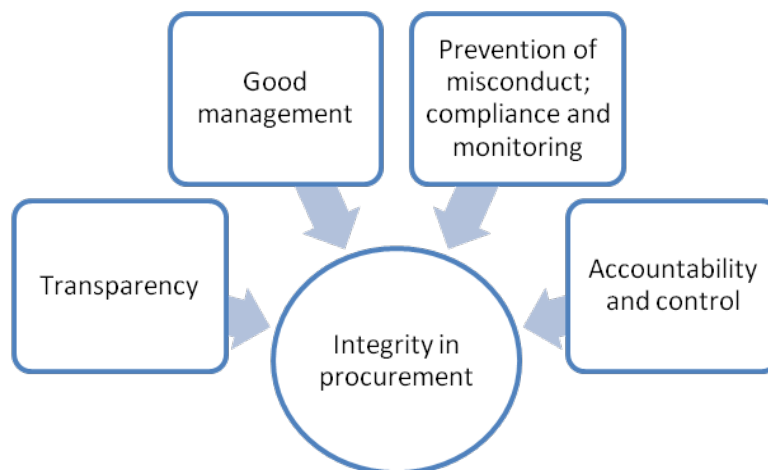 Good
management
Prevention of
misconduct;
compliance and
monitoring
Transparency
Accountability
and control
Integrity in
procurement